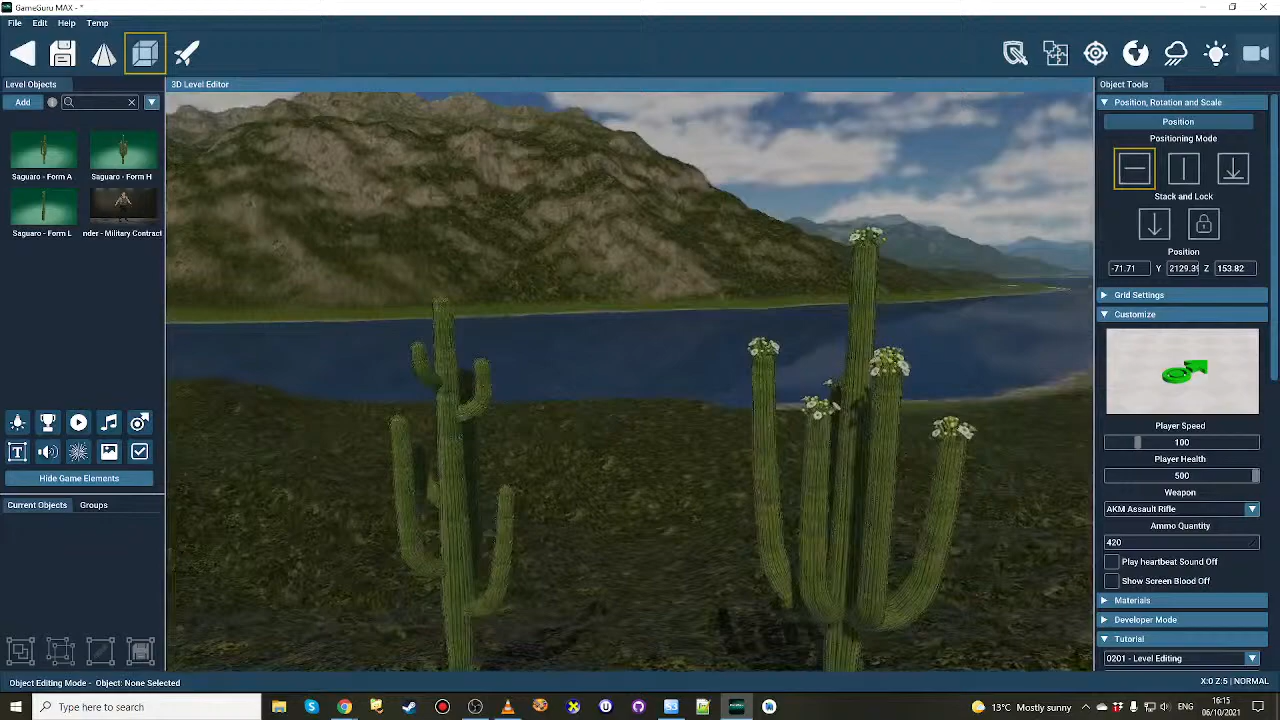 GameGuru MAX - *
File Edit Help Temp
Level Objects
3D Level Editor
Object Tools
Add
Position, Rotation and Scale
Position
Positioning Mode
Saguaro - Form A
Saguaro - Form H
Stack and Lock
Saguaro - Form L
nder - Military Contract
Position
-71.71 Y 2129.39 Z 153.82
Grid Settings
Customize
Player Speed
100
Player Health
Hide Game Elements
500
Weapon
Current Objects Groups
AKM Assault Rifle
Ammo Quantity
420
Play heartbeat Sound Off
Show Screen Blood Off
Materials
Developer Mode
Tutorial
0201 - Level Editing
Object Editing Mode - Object: None Selected
X:0 Z:5 | NORMAL
Type here to search
13°C Mostly sunny
16:15
06/10/2021